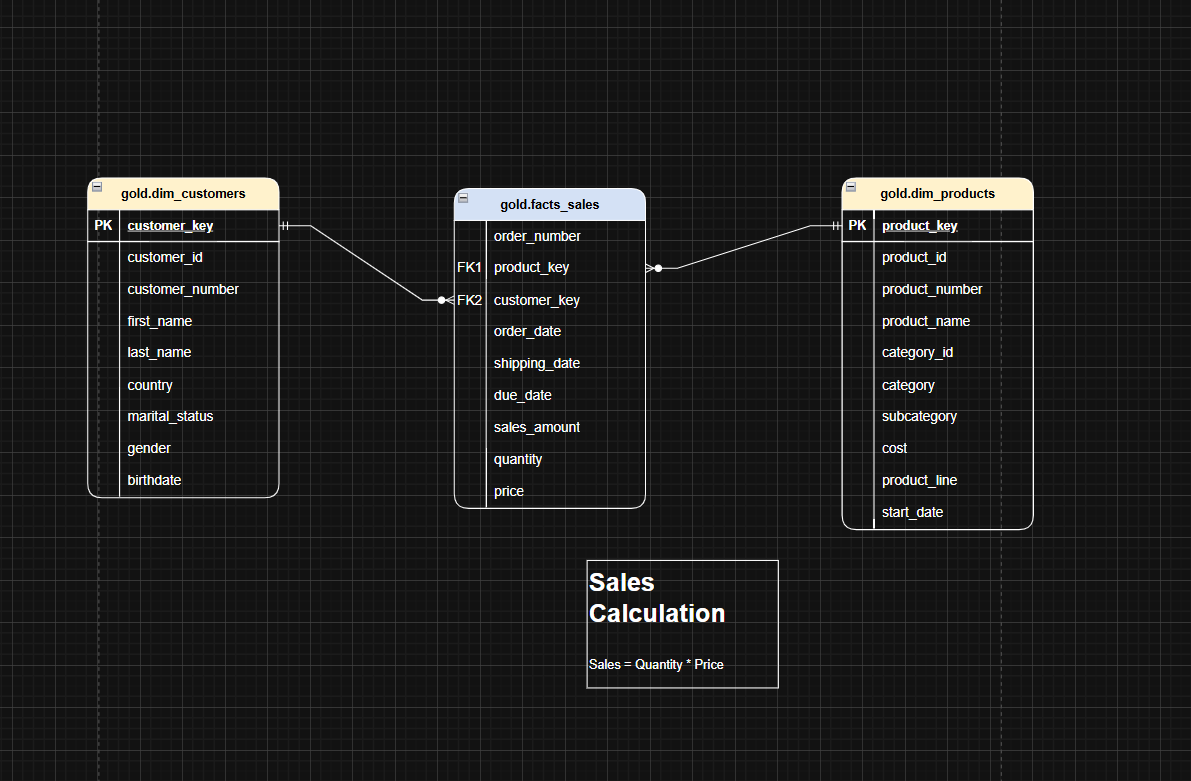 gold.dim_customers
PK customer_key
customer_id
customer_number
first_name
last_name
country
marital_status
gender
birthdate
gold.facts_sales
order_number
FK1 product_key
FK2 customer_key
order_date
shipping_date
due_date
sales_amount
quantity
price
gold.dim_products
PK product_key
product_id
product_number
product_name
category_id
category
subcategory
cost
product_line
start_date
Sales
Calculation
Sales = Quantity * Price